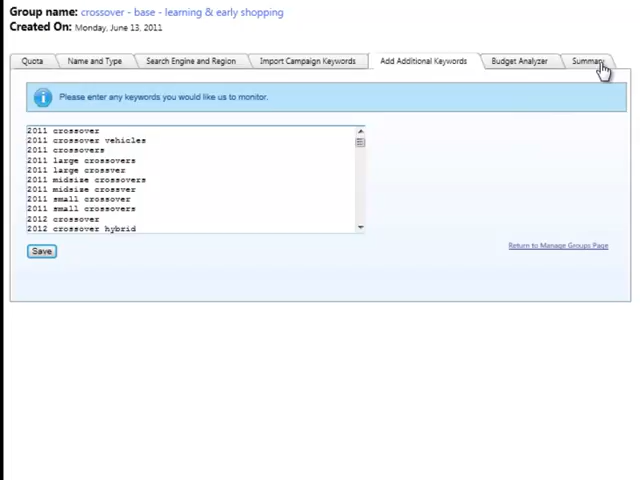 Group name: crossover - base - learning & early shopping
Created On: Monday, June 13, 2011
Quota Name and Type Search Engine and Region Import Campaign Keywords Add Additional Keywords Budget Analyzer Summary
Please enter any keywords you would like us to monitor.
2011 crossover
2011 crossover vehicles
2011 crossovers
2011 large crossovers
2011 large crossver
2011 midsize crossovers
2011 midsize crossver
2011 small crossover
2011 small crossovers
2012 crossover
2012 crossover hybrid
Save
Return to Manage Groups Page